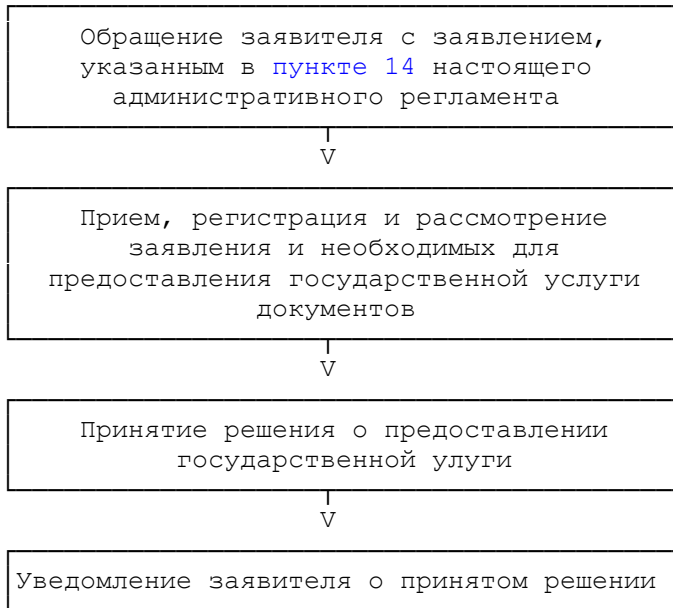 Обращение заявителя с заявлением,
указанным в пункте 14 настоящего
административного регламента
V
Прием, регистрация и рассмотрение
заявления и необходимых для
предоставления государственной услуги
документов
V
Принятие решения о предоставлении
государственной улуги
V
Уведомление заявителя о принятом решении